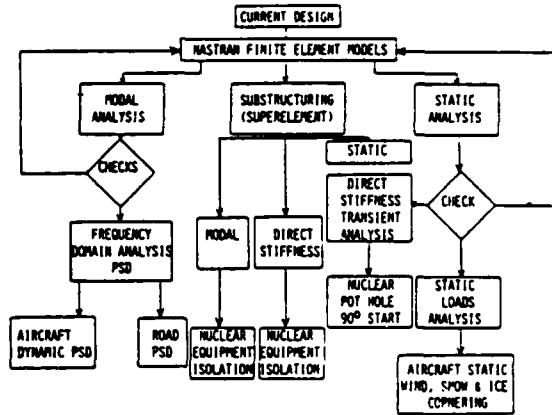 CURRENT DESIGN
NASTRAN FINITE ELEMENT MODELS
MODAL
ANALYSIS
SUBSTRUCTURING
(SUPERELEMENT)
STATIC
ANALYSIS
CHECKS
STATIC
DIRECT
STIFFNESS
TRANSIENT
ANALYSIS
CHECK
FREQUENCY
DOMAIN ANALYSIS
PSD
MODAL
DIRECT
STIFFNESS
NUCLEAR
POT HOLE
90° START
STATIC
LOADS
ANALYSIS
AIRCRAFT
DYNAMIC PSD
ROAD
PSD
NUCLEAR
EQUIPMENT
ISOLATION
NUCLEAR
EQUIPMENT
ISOLATION
AIRCRAFT STATIC
WIND, SNOW & ICE
CORNERING